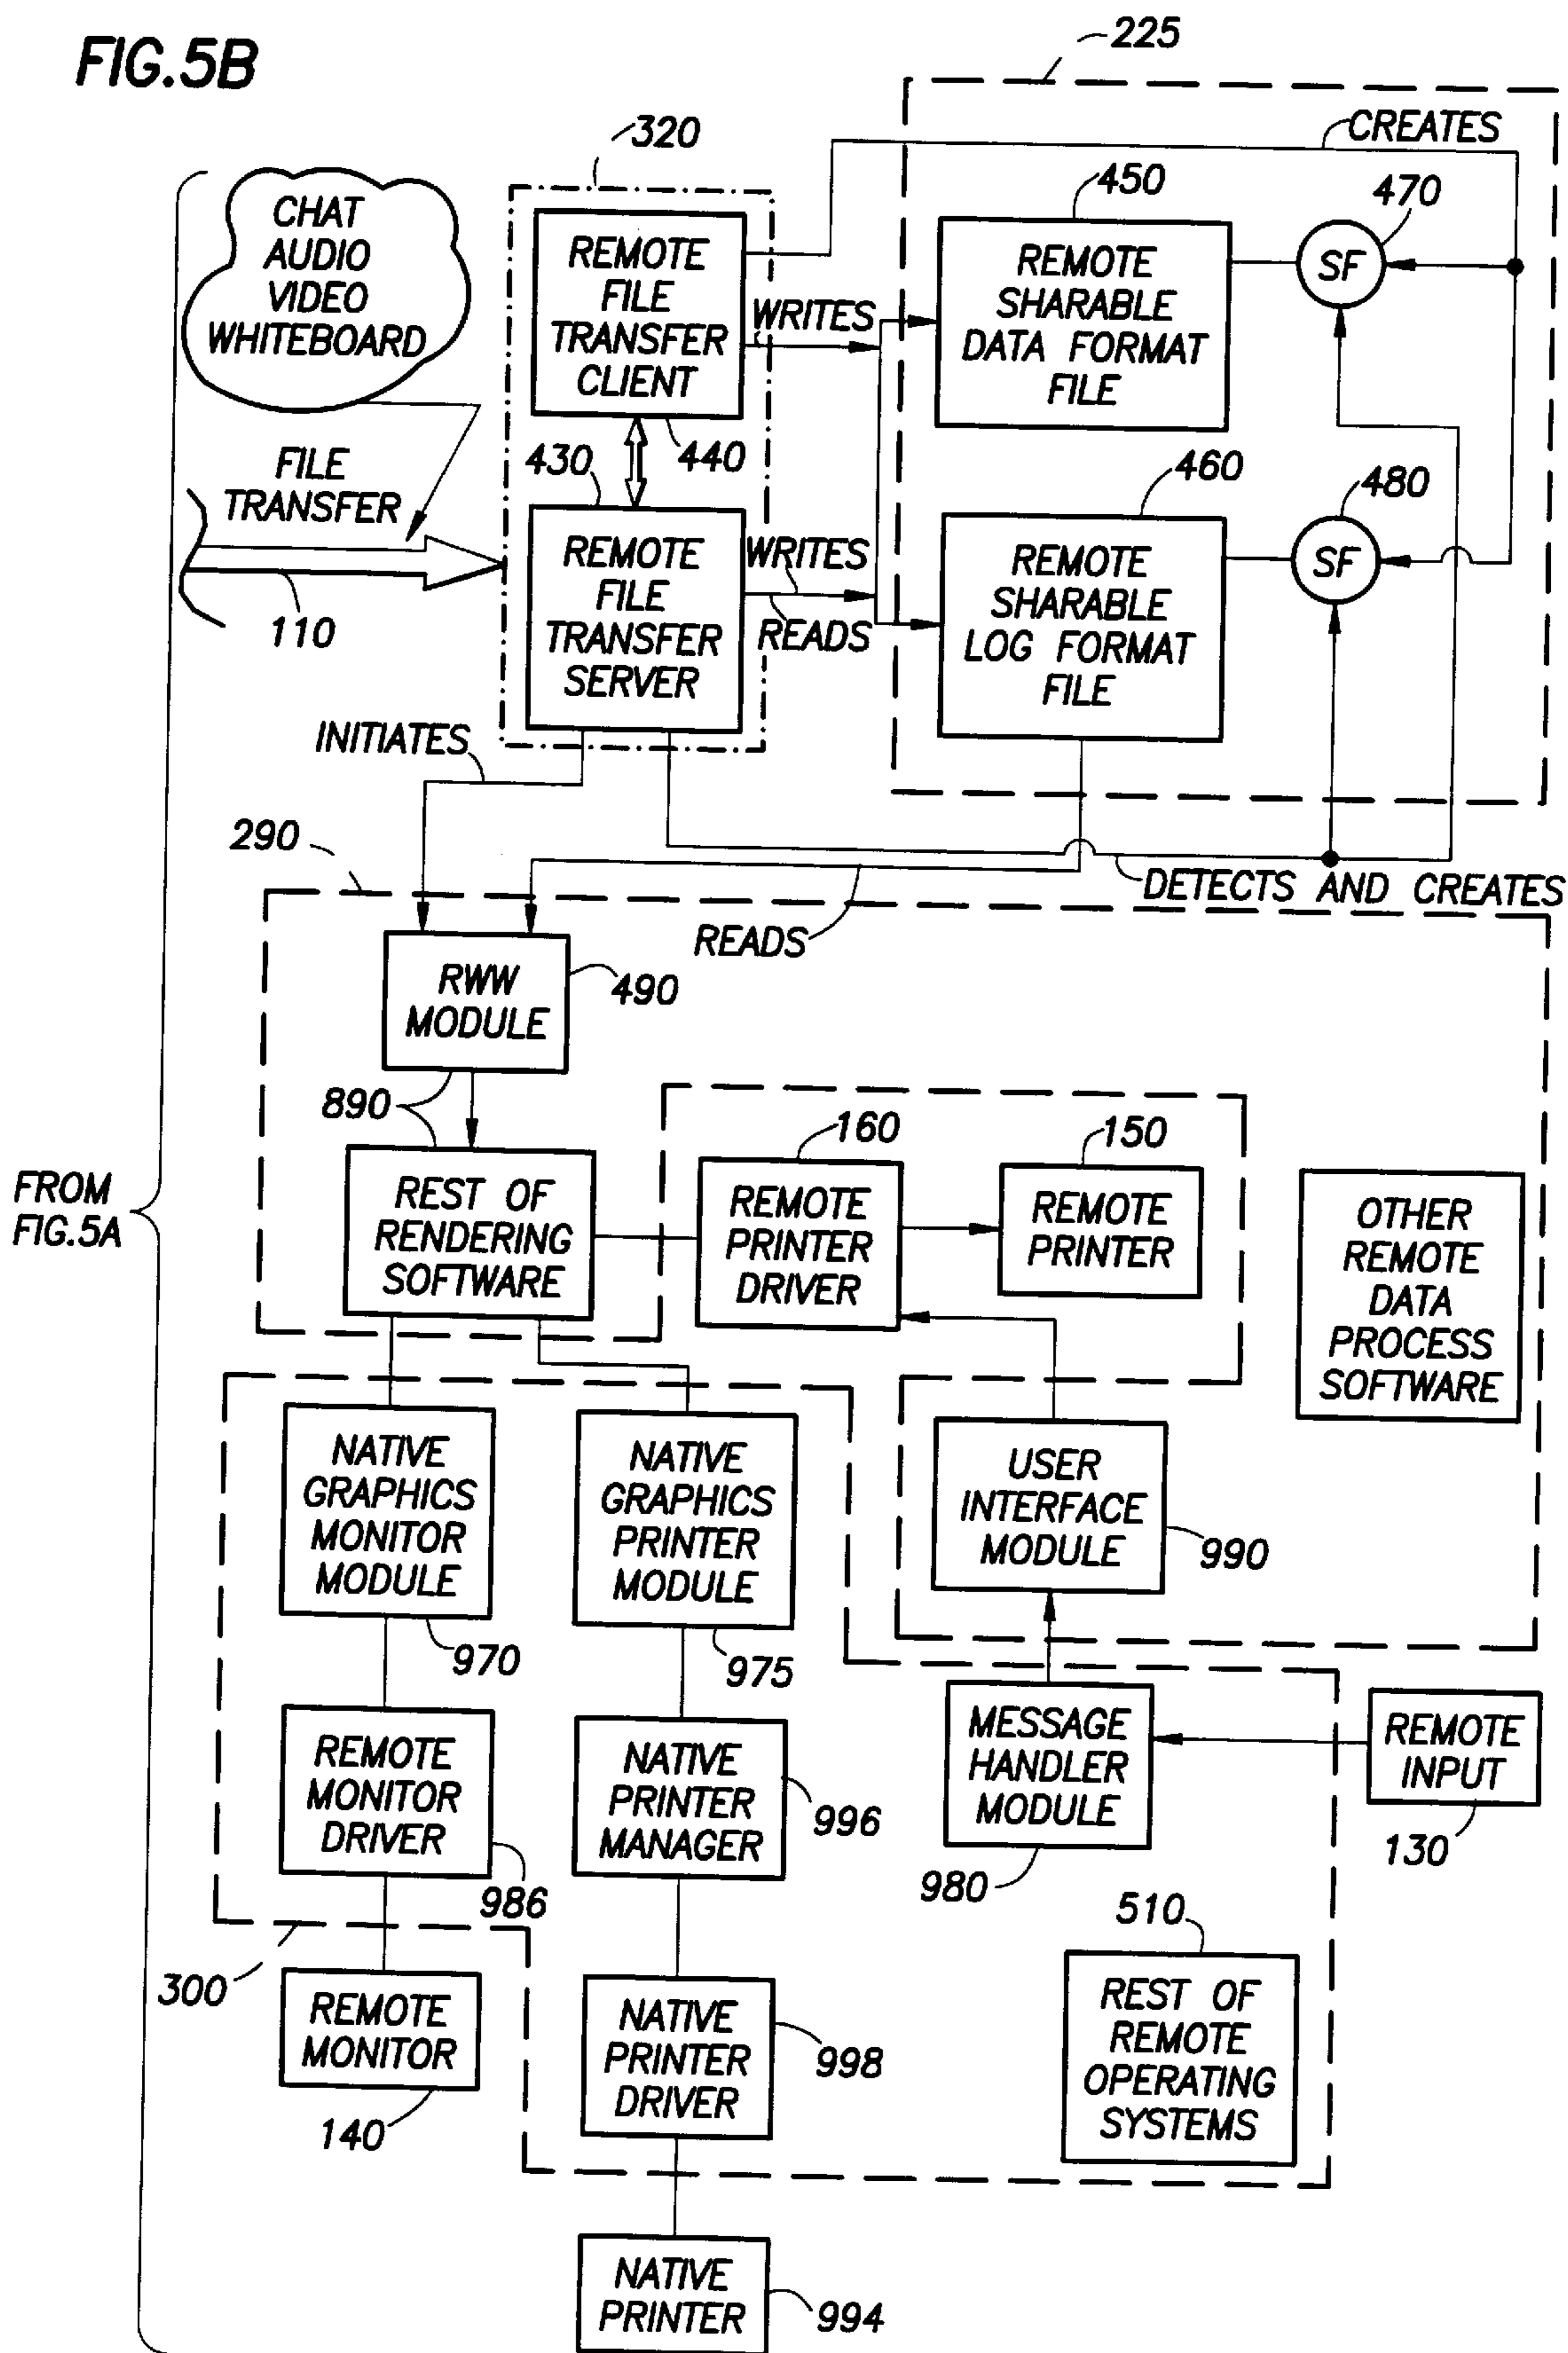 FIG.5B
225
CREATES
320
CHAT
AUDIO
VIDEO
WHITEBOARD
REMOTE
FILE
TRANSFER
CLIENT
440
WRITES
450
REMOTE
SHARABLE
DATA FORMAT
FILE
470
SF
FILE
TRANSFER
110
430
REMOTE
FILE
TRANSFER
SERVER
WRITES
READS
460
REMOTE
SHARABLE
LOG FORMAT
FILE
480
SF
INITIATES
290
DETECTS AND CREATES
READS
RWW
MODULE
490
890
FROM
FIG.5A
REST OF
RENDERING
SOFTWARE
160
REMOTE
PRINTER
DRIVER
150
REMOTE
PRINTER
OTHER
REMOTE
DATA
PROCESS
SOFTWARE
NATIVE
GRAPHICS
MONITOR
MODULE
970
NATIVE
GRAPHICS
PRINTER
MODULE
975
USER
INTERFACE
MODULE
990
REMOTE
MONITOR
DRIVER
986
NATIVE
PRINTER
MANAGER
996
MESSAGE
HANDLER
MODULE
980
REMOTE
INPUT
130
300
REMOTE
MONITOR
140
NATIVE
PRINTER
DRIVER
998
510
REST OF
REMOTE
OPERATING
SYSTEMS
NATIVE
PRINTER
994